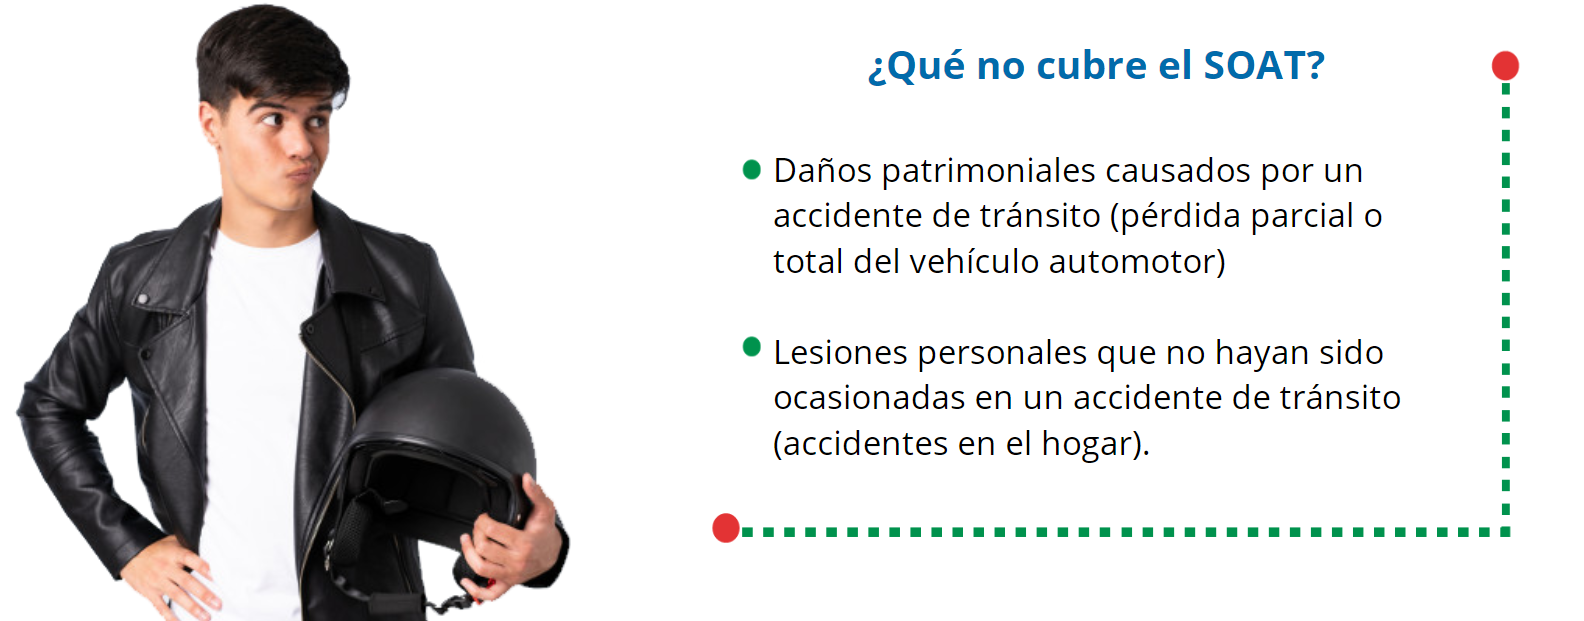 ¿Qué no cubre el SOAT?
Daños patrimoniales causados por un
accidente de tránsito (pérdida parcial o
total del vehículo automotor)
Lesiones personales que no hayan sido
ocasionadas en un accidente de tránsito
(accidentes en el hogar).